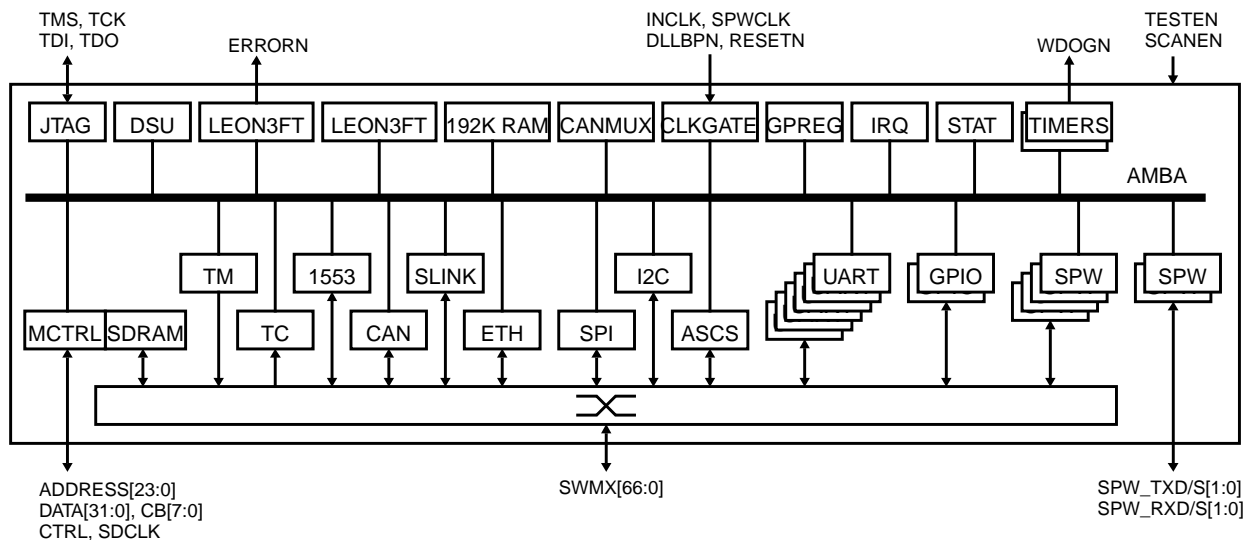 TMS, TCK
TDI, TDO
ERRORN
INCLK, SPWCLK
DLLBPN, RESETN
WDOGN
TESTEN
SCANEN
JTAG DSU LEON3FT LEON3FT 192K RAM CANMUX CLKGATE GPREG IRQ STAT TIMERS
AMBA
TM 1553 SLINK I2C UART GPIO SPW SPW
MCTRL SDRAM TC CAN ETH SPI ASCS
ADDRESS[23:0]
DATA[31:0], CB[7:0]
CTRL, SDCLK
SWMX[66:0]
SPW_TXD/S[1:0]
SPW_RXD/S[1:0]